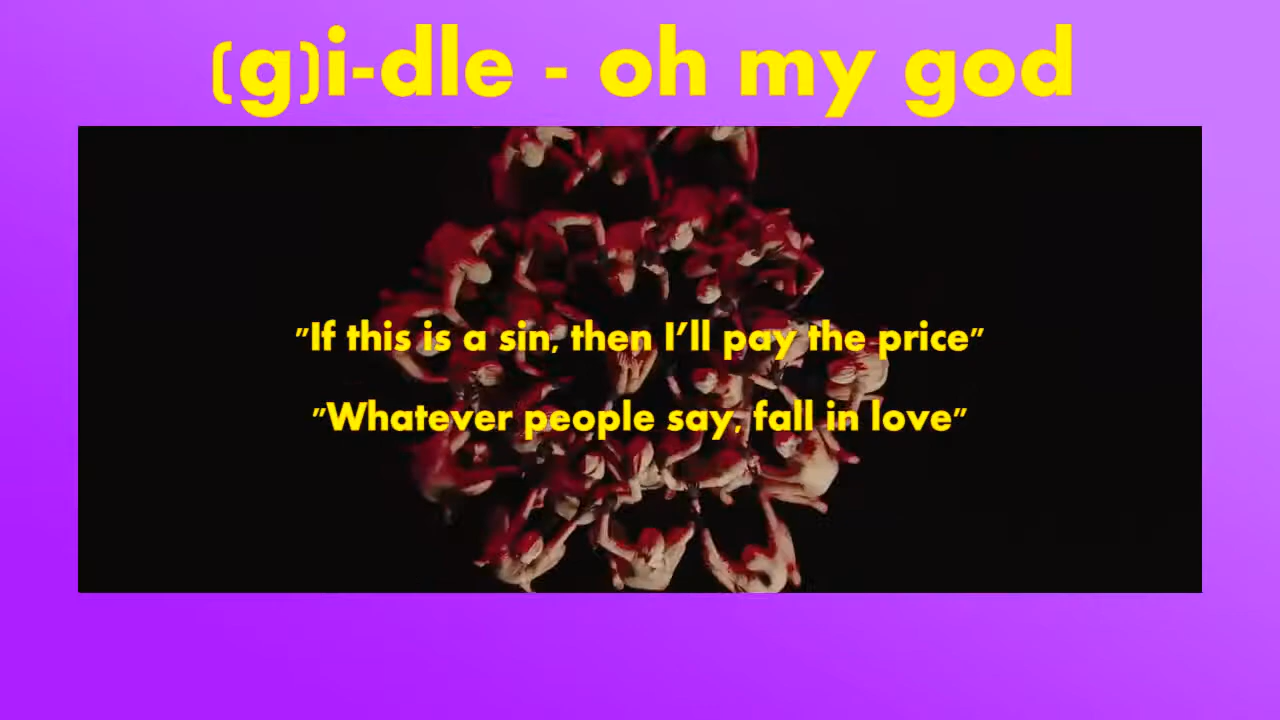 (g)i-dle - oh my god
"If this is a sin, then I’ll pay the price"
"Whatever people say, fall in love"